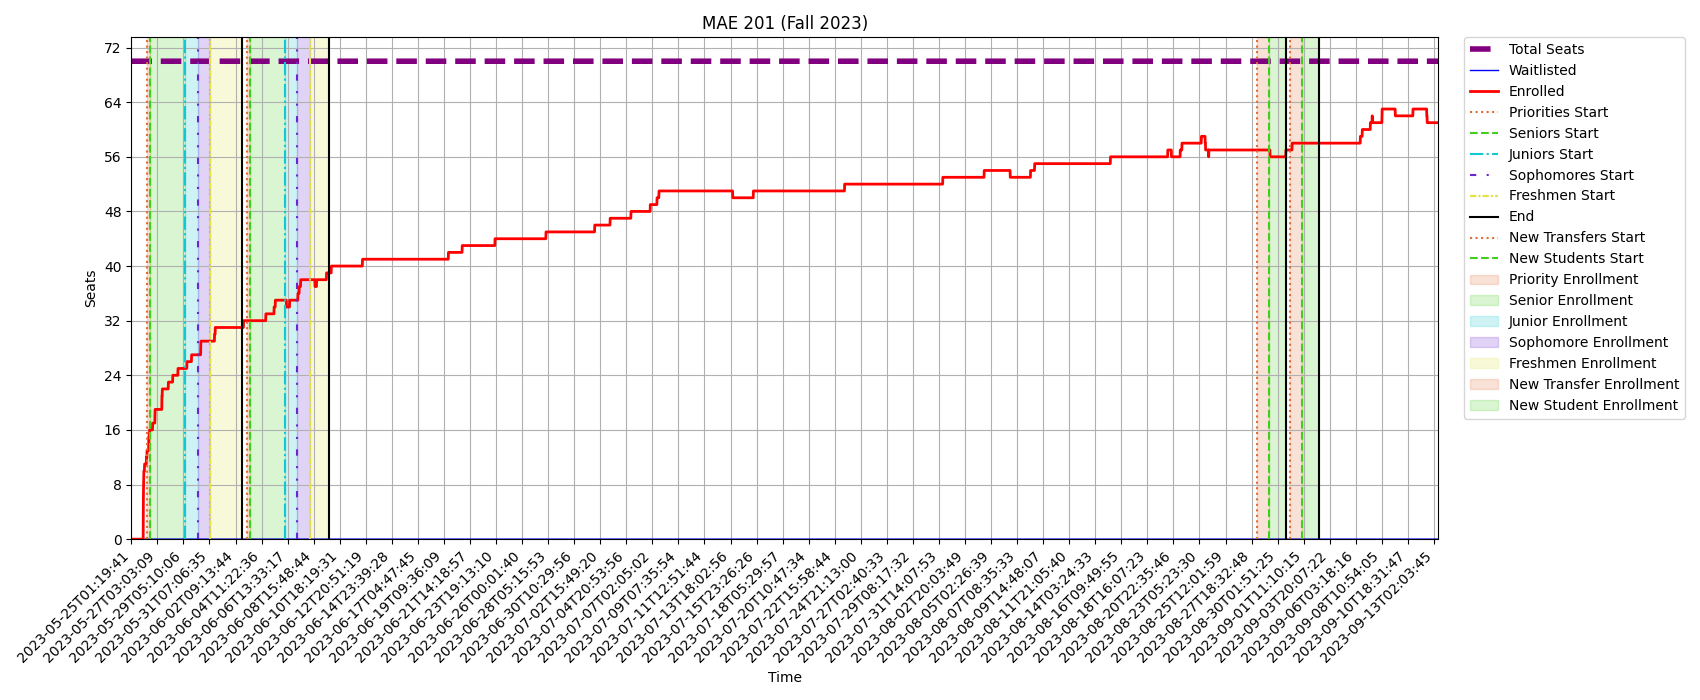 MAE 201 (Fall 2023)
Seats
72
64
56
48
40
32
24
16
8
0
2023-05-25T01:19:41
2023-05-27T03:03:09
2023-05-29T05:10:06
2023-05-31T07:06:35
2023-06-02T09:13:44
2023-06-04T11:22:36
2023-06-06T13:33:17
2023-06-08T15:48:44
2023-06-10T18:19:31
2023-06-12T20:51:19
2023-06-14T23:39:28
2023-06-17T04:47:45
2023-06-19T09:36:09
2023-06-21T14:18:57
2023-06-23T19:13:10
2023-06-26T00:01:40
2023-06-28T05:15:53
2023-06-30T10:29:56
2023-07-02T15:49:20
2023-07-04T20:53:56
2023-07-07T02:05:02
2023-07-09T07:35:54
2023-07-11T12:51:44
2023-07-13T18:02:56
2023-07-15T23:26:26
2023-07-18T05:29:57
2023-07-20T10:47:34
2023-07-22T15:58:44
2023-07-24T21:13:00
2023-07-27T02:40:33
2023-07-29T08:17:32
2023-07-31T14:07:53
2023-08-02T20:03:49
2023-08-05T02:26:39
2023-08-07T08:35:33
2023-08-09T14:48:07
2023-08-11T21:05:40
2023-08-14T03:24:33
2023-08-16T09:49:55
2023-08-18T16:07:23
2023-08-20T22:35:46
2023-08-23T05:23:30
2023-08-25T12:01:59
2023-08-27T18:32:48
2023-08-30T01:51:25
2023-09-01T11:10:15
2023-09-03T20:07:22
2023-09-06T03:18:16
2023-09-08T10:54:05
2023-09-10T18:31:47
2023-09-13T02:03:45
Time
Total Seats
Waitlisted
Enrolled
Priorities Start
Seniors Start
Juniors Start
Sophomores Start
Freshmen Start
End
New Transfers Start
New Students Start
Priority Enrollment
Senior Enrollment
Junior Enrollment
Sophomore Enrollment
Freshmen Enrollment
New Transfer Enrollment
New Student Enrollment